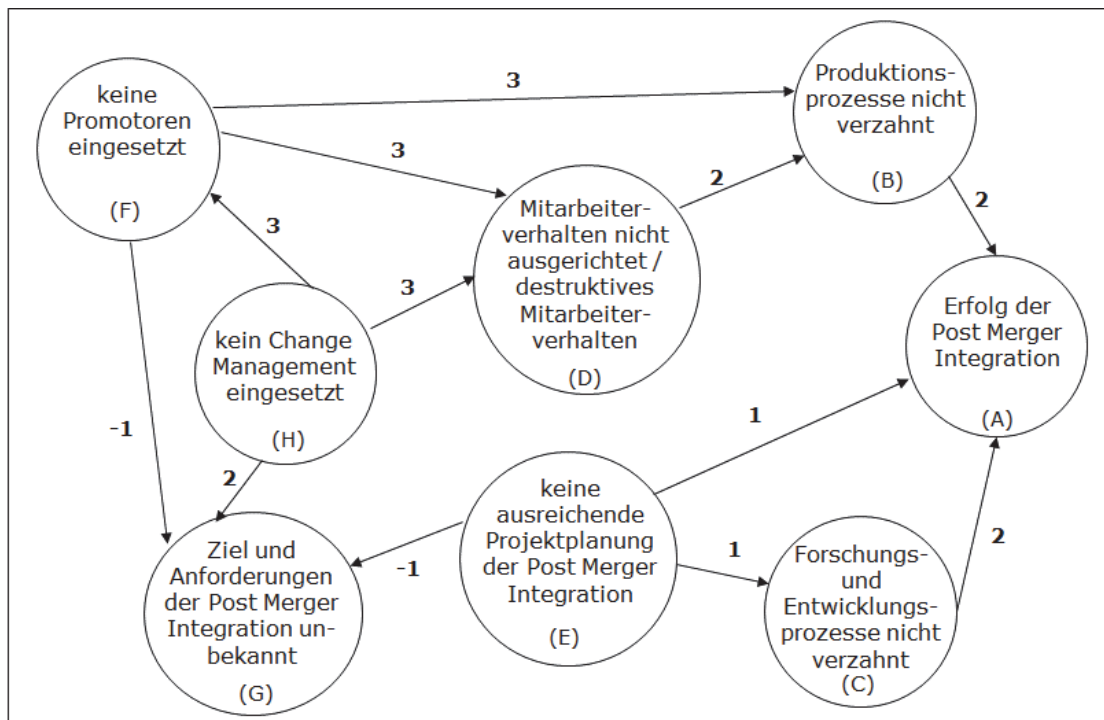 keine
Promotoren
eingesetzt
(F)
3
Produktions-
prozesse nicht
verzahnt
(B)
3
2
2
3
Mitarbeiter-
verhalten nicht
ausgerichtet /
destruktives
Mitarbeiter-
verhalten
(D)
3
kein Change
Management
eingesetzt
(H)
Erfolg der
Post Merger
Integration
(A)
-1
2
1
keine
ausreichende
Projektplanung
der Post Merger
Integration
(E)
-1
1
2
Ziel und
Anforderungen
der Post Merger
Integration un-
bekannt
(G)
Forschungs-
und
Entwicklungs-
prozesse nicht
verzahnt
(C)